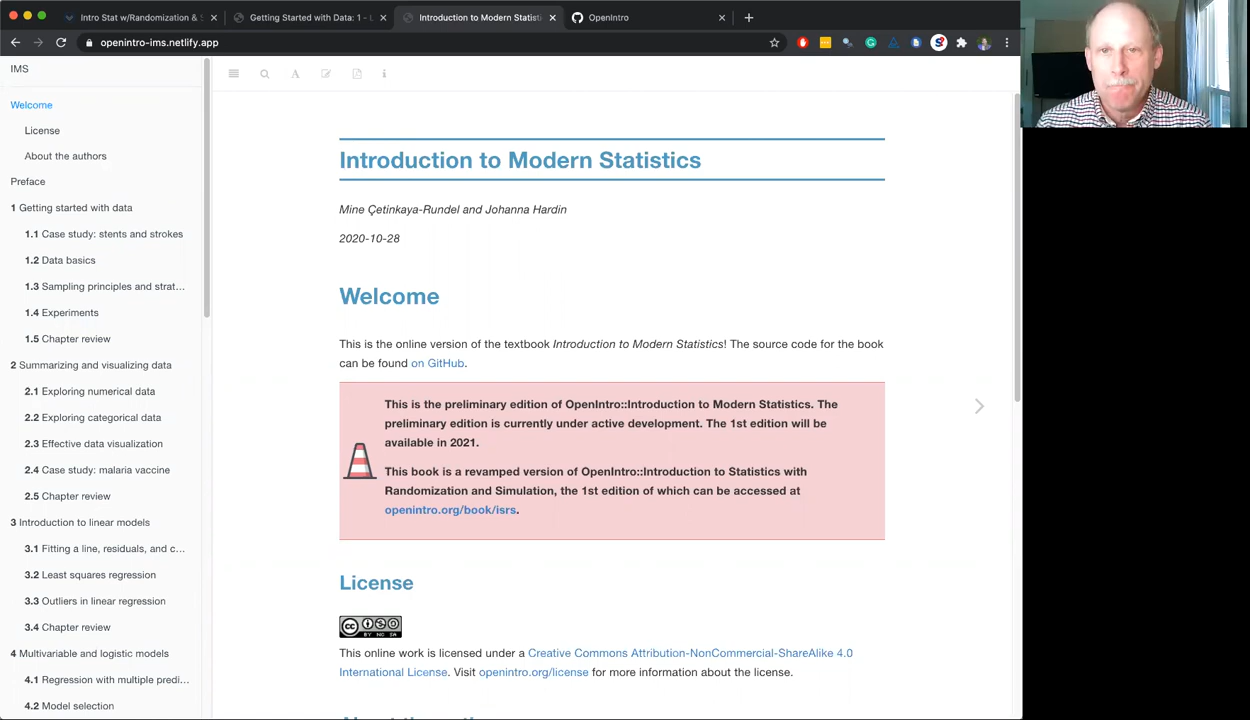 Intro Stat w/Randomization & S
Getting Started with Data: 1 - L
Introduction to Modern Statisti
OpenIntro
openintro-ims.netlify.app
IMS
Welcome
License
About the authors
Preface
1 Getting started with data
1.1 Case study: stents and strokes
1.2 Data basics
1.3 Sampling principles and strat…
1.4 Experiments
1.5 Chapter review
2 Summarizing and visualizing data
2.1 Exploring numerical data
2.2 Exploring categorical data
2.3 Effective data visualization
2.4 Case study: malaria vaccine
2.5 Chapter review
3 Introduction to linear models
3.1 Fitting a line, residuals, and c…
3.2 Least squares regression
3.3 Outliers in linear regression
3.4 Chapter review
4 Multivariable and logistic models
4.1 Regression with multiple predi…
4.2 Model selection
Introduction to Modern Statistics
Mine Çetinkaya-Rundel and Johanna Hardin
2020-10-28
Welcome
This is the online version of the textbook Introduction to Modern Statistics! The source code for the book
can be found on GitHub.
This is the preliminary edition of OpenIntro::Introduction to Modern Statistics. The
preliminary edition is currently under active development. The 1st edition will be
available in 2021.
This book is a revamped version of OpenIntro::Introduction to Statistics with
Randomization and Simulation, the 1st edition of which can be accessed at
openintro.org/book/isrs.
License
CC BY NC SA
This online work is licensed under a Creative Commons Attribution-NonCommercial-ShareAlike 4.0
International License. Visit openintro.org/license for more information about the license.